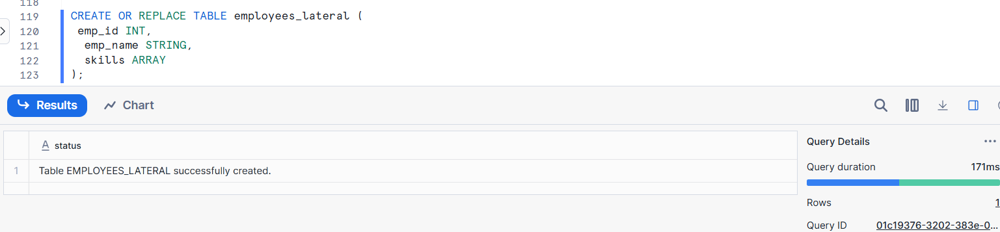 118
119 CREATE OR REPLACE TABLE employees_lateral (
120 emp_id INT,
121 emp_name STRING,
122 skills ARRAY
123 );
Results Chart
A status
1 Table EMPLOYEES_LATERAL successfully created.
Query Details ...
Query duration 171ms
Rows 1
Query ID 01c19376-3202-383e-0...